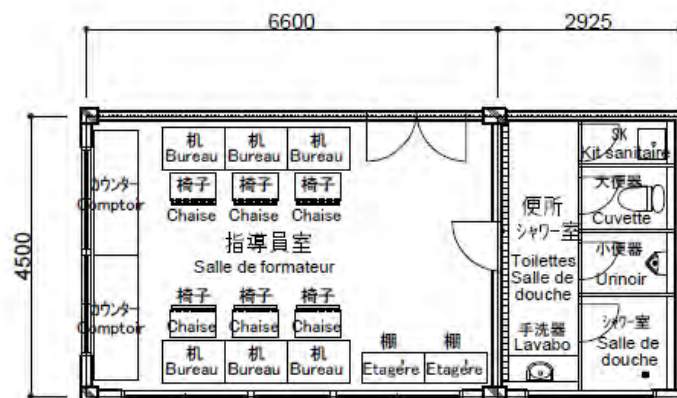 6600
2925
4500
机 机 机
Bureau Bureau Bureau
椅子 椅子 椅子
Chaise Chaise Chaise
カウンター
Comptoir
指導員室
Salle de formateur
カウンター
Comptoir
椅子 椅子 椅子
Chaise Chaise Chaise
机 机 机
Bureau Bureau Bureau
棚 棚
Etagère Etagère
便所
シャワー室
Toilettes
Salle de
douche
手洗器
Lavabo
SK
Kit sanitaire
大便器
Cuvette
小便器
Urinoir
シャワー室
Salle de
douche